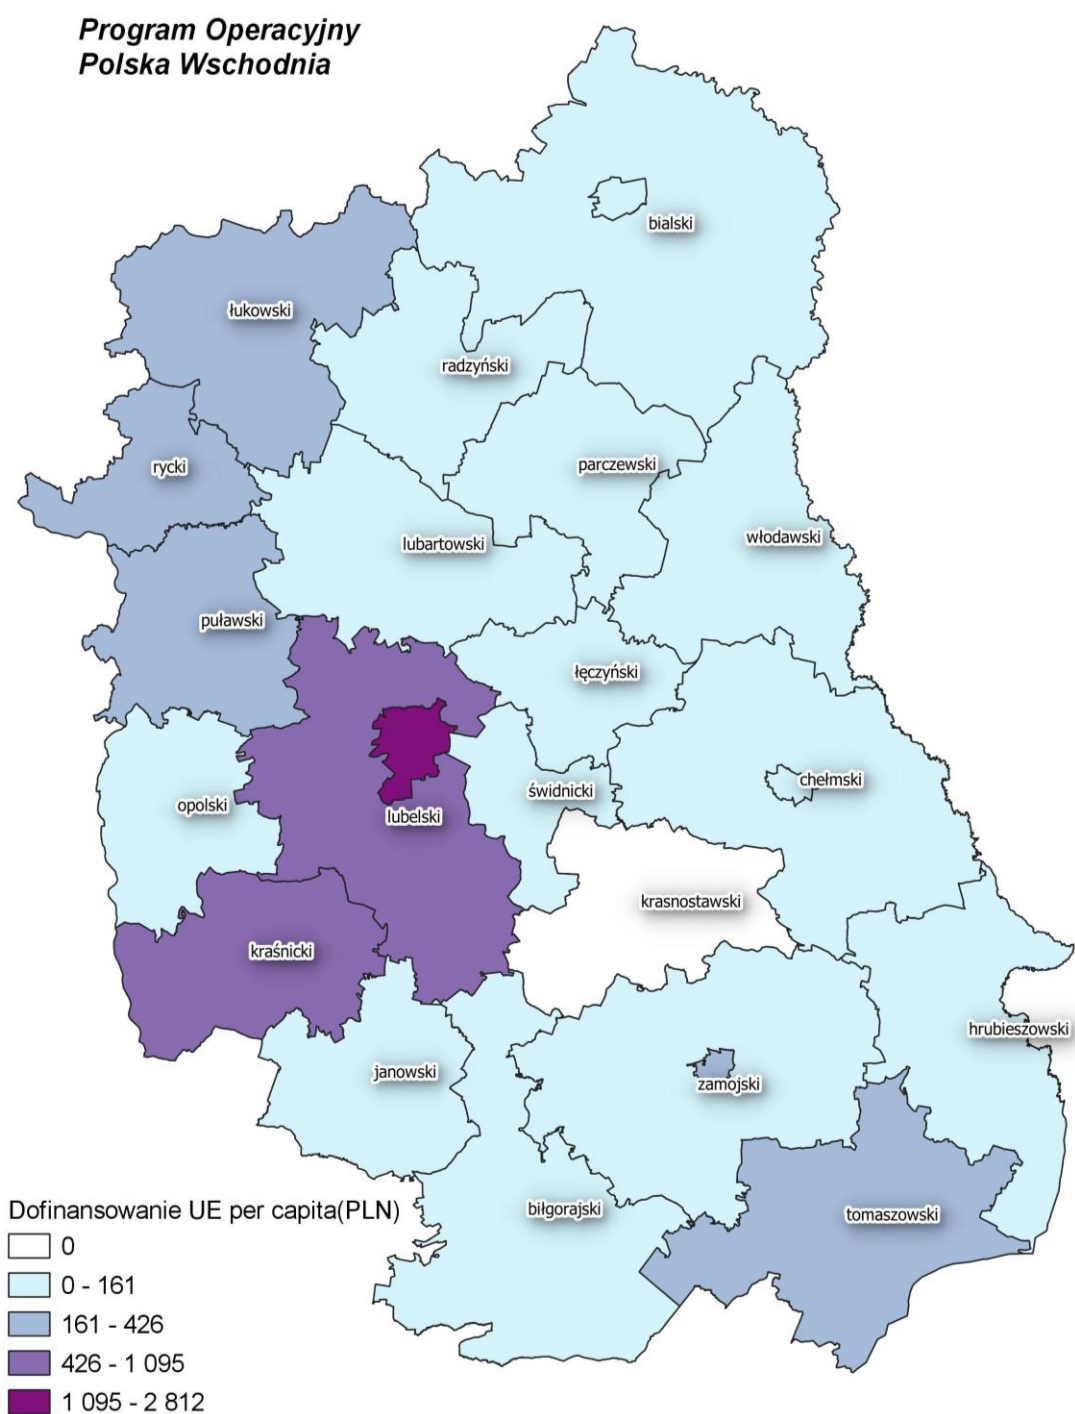 Program Operacyjny
Polska Wschodnia
bialski
łukowski
radzyński
parczewski
rycki
włodawski
lubartowski
puławski
łęczyński
świdnicki
chełmski
opolski
lubelski
krasnostawski
kraśnicki
hrubieszowski
janowski
zamojski
biłgorajski
tomaszowski
Dofinansowanie UE per capita(PLN)
0
0 - 161
161 - 426
426 - 1 095
1 095 - 2 812